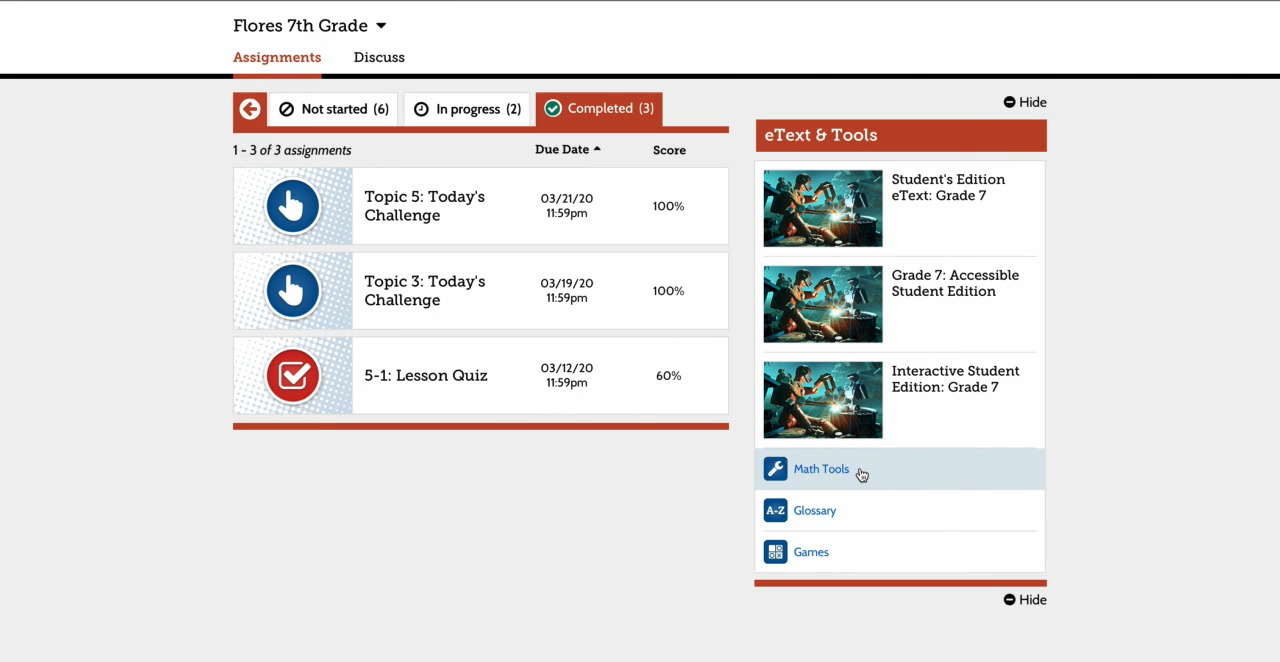 Flores 7th Grade
Assignments Discuss
Not started (6) In progress (2) Completed (3)
1 - 3 of 3 assignments Due Date Score
Topic 5: Today's
Challenge
03/21/20
11:59pm
100%
Topic 3: Today's
Challenge
03/19/20
11:59pm
100%
5-1: Lesson Quiz
03/12/20
11:59pm
60%
Hide
eText & Tools
Student's Edition
eText: Grade 7
Grade 7: Accessible
Student Edition
Interactive Student
Edition: Grade 7
Math Tools
A-Z Glossary
Games
Hide